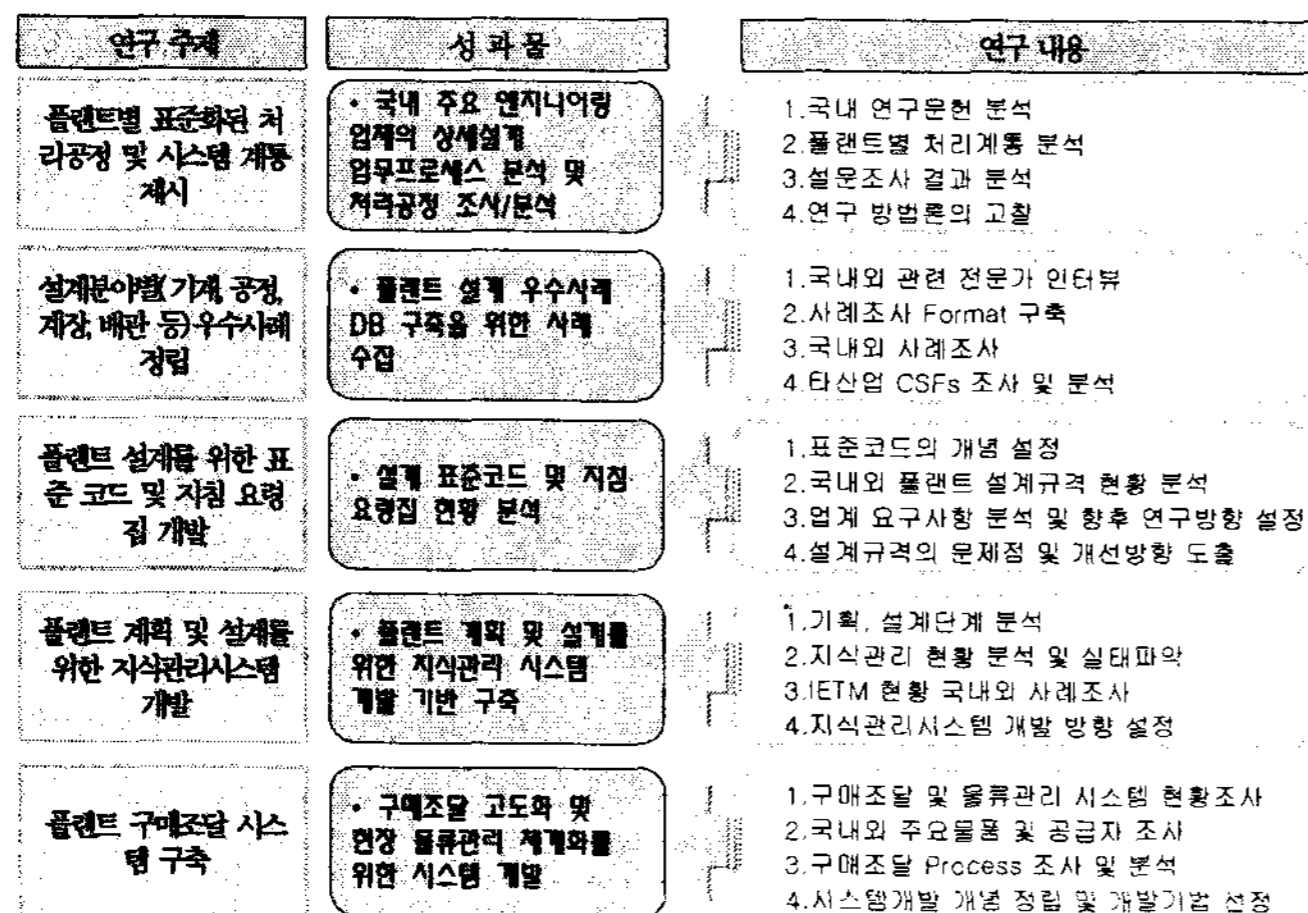 연구 주제
성 과 물
연구 내용
플랜트별 표준화된 처
리공정 및 시스템 계통
제시
• 국내 주요 엔지니어링
업체의 상세설계
업무프로세스 분석 및
처리공정 조사/분석
1.국내 연구문헌 분석
2.플랜트별 처리계통 분석
3.설문조사 결과 분석
4.연구 방법론의 고찰
설계분야별(기계, 공정,
계장, 배관 등)우수사례
정립
• 플랜트 설계 우수사례
DB 구축을 위한 사례
수집
1.국내외 관련 전문가 인터뷰
2.사례조사 Format 구축
3.국내외 사례조사
4.타산업 CSFs 조사 및 분석
플랜트 설계를 위한 표
준 코드 및 지침 요령
집 개발
• 설계 표준코드 및 지침
요령집 현황 분석
1.표준코드의 개념 설정
2.국내외 플랜트 설계규격 현황 분석
3.업계 요구사항 분석 및 향후 연구방향 설정
4.설계규격의 문제점 및 개선방향 도출
플랜트 계획 및 설계를
위한 지식관리시스템
개발
• 플랜트 계획 및 설계를
위한 지식관리 시스템
개발 기반 구축
1.기획, 설계단계 분석
2.지식관리 현황 분석 및 실태파악
3.IETM 현황 국내외 사례조사
4.지식관리시스템 개발 방향 설정
플랜트 구매조달 시스
템 구축
• 구매조달 고도화 및
현장 물류관리 체계화를
위한 시스템 개발
1.구매조달 및 물류관리 시스템 현황조사
2.국내외 주요물품 및 공급자 조사
3.구매조달 Process 조사 및 분석
4.시스템개발 개념 정립 및 개발기법 선정